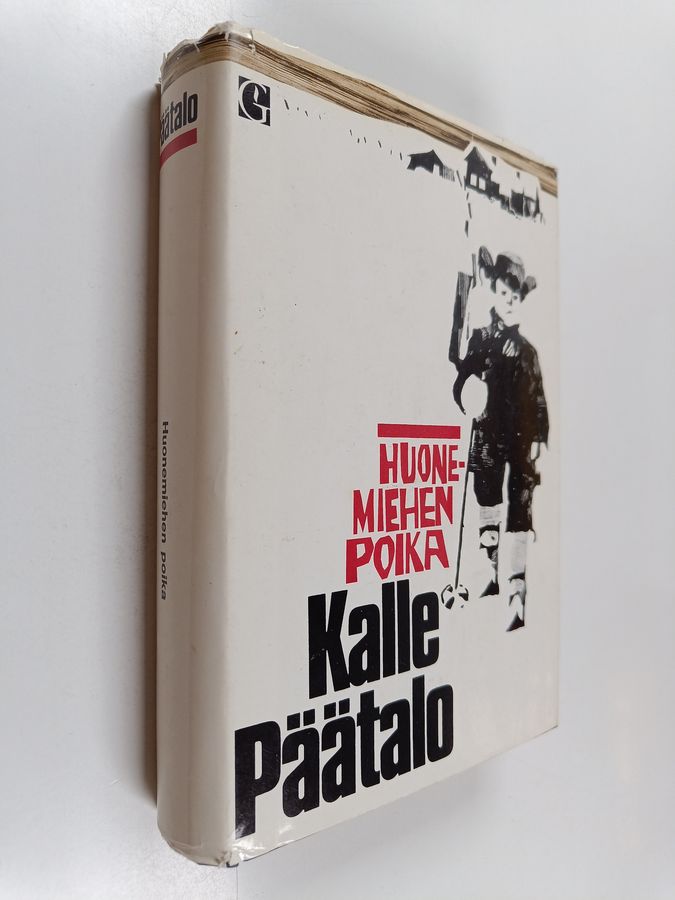 G
HUONE-
MIEHEN
POIKA
Kalle
Päätalo
Päätalo
Huonemiehen poika